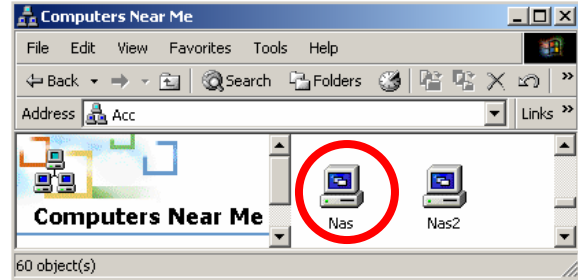 Computers Near Me
File Edit View Favorites Tools Help
Back Search Folders »
Address Acc Links »
Computers Near Me
Nas Nas2
60 object(s)